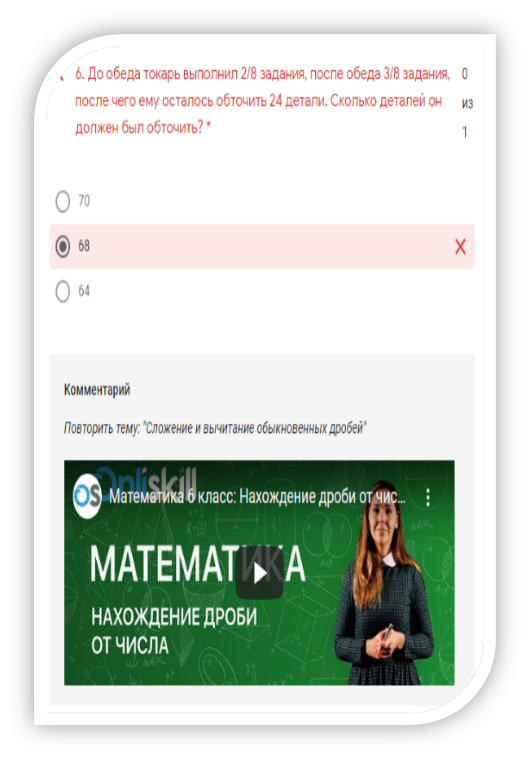 6. До обеда токарь выполнил 2/8 задания, после обеда 3/8 задания,
после чего ему осталось обточить 24 детали. Сколько деталей он
должен был обточить? *
0
из
1
70
68
64
Комментарий
Повторить тему: "Сложение и вычитание обыкновенных дробей"
OS Математика 6 класс: Нахождение дроби от чис...
МАТЕМАТИКА
НАХОЖДЕНИЕ ДРОБИ
ОТ ЧИСЛА